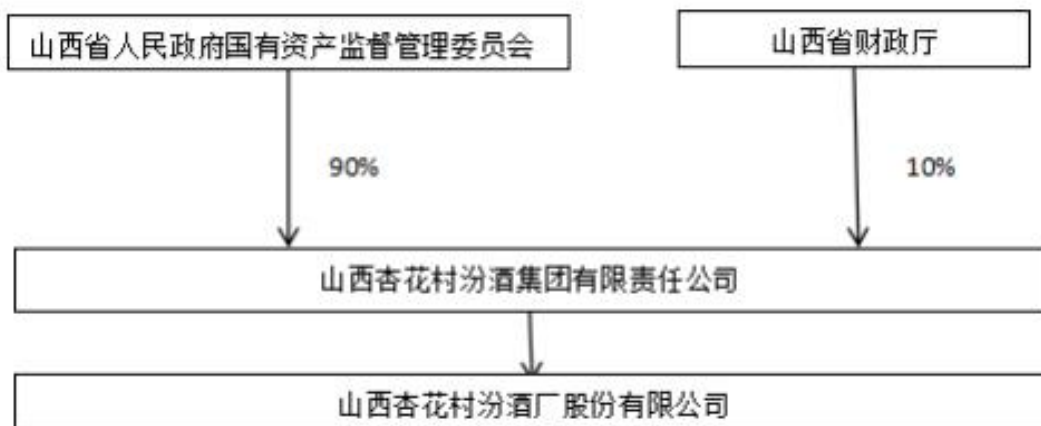 山西省人民政府国有资产监督管理委员会
山西省财政厅
90%
10%
山西杏花村汾酒集团有限责任公司
山西杏花村汾酒厂股份有限公司